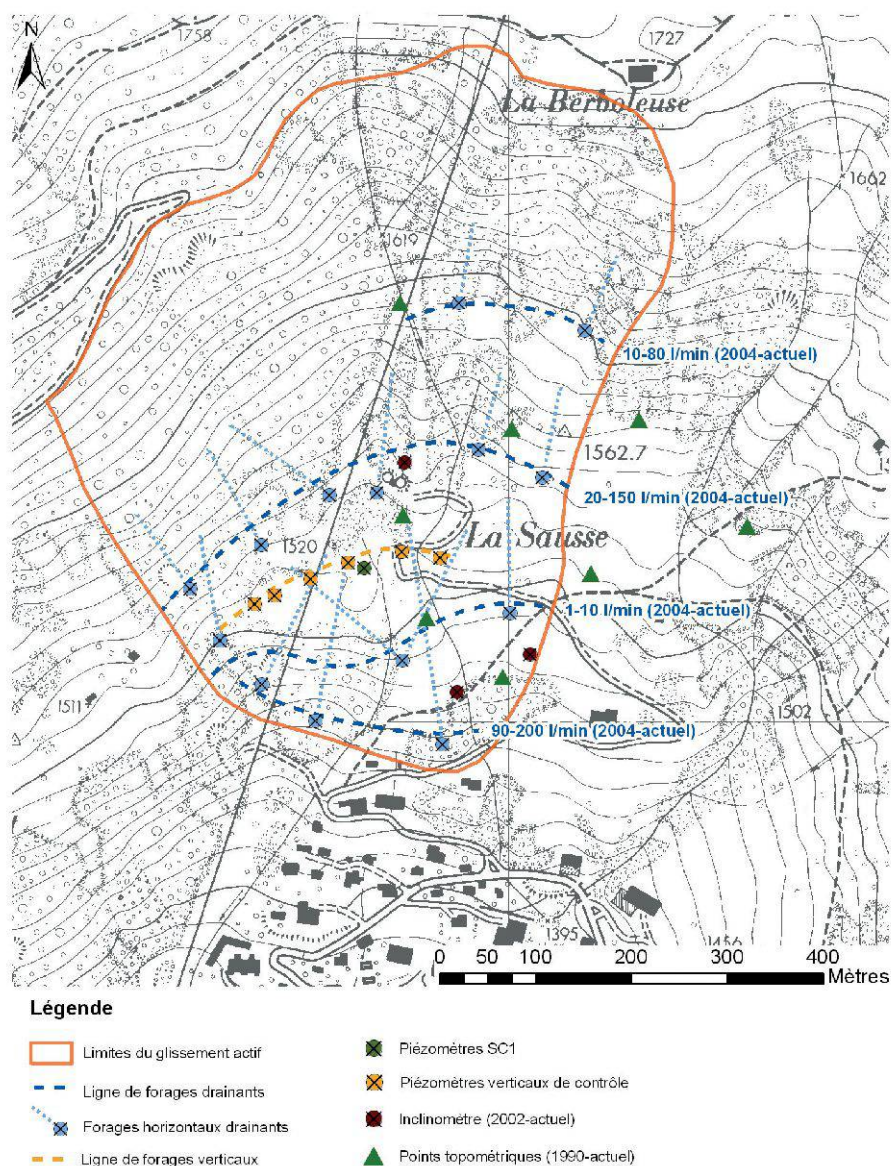 N
1758
1727
La Berboleuse
1662
1619
10-80 l/min (2004-actuel)
1562.7
20-150 l/min (2004-actuel)
1520
La Sausse
1-10 l/min (2004-actuel)
1511
1502
90-200 l/min (2004-actuel)
1395
1456
0 50 100 200 300 400
Mètres
Légende
Limites du glissement actif
Ligne de forages drainants
Forages horizontaux drainants
Ligne de forages verticaux
Piézomètres SC1
Piézomètres verticaux de contrôle
Inclinomètre (2002-actuel)
Points topométriques (1990-actuel)